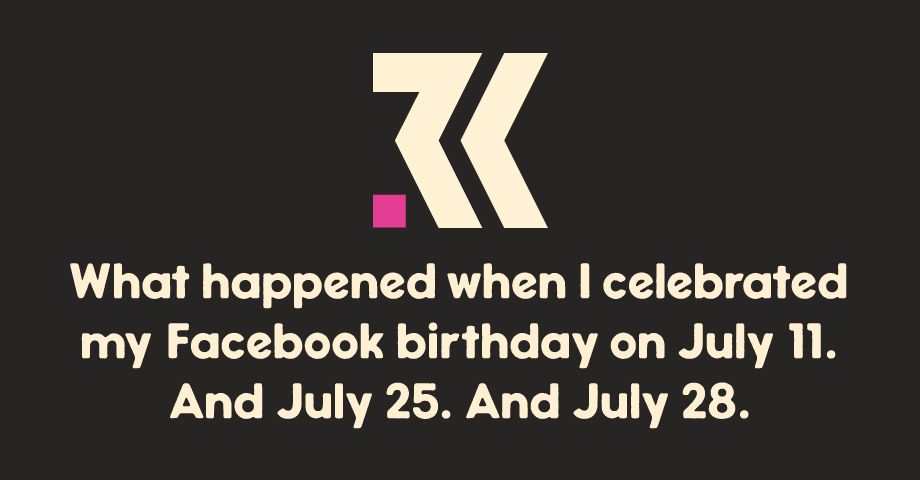 What happened when I celebrated
my Facebook birthday on July 11.
And July 25. And July 28.